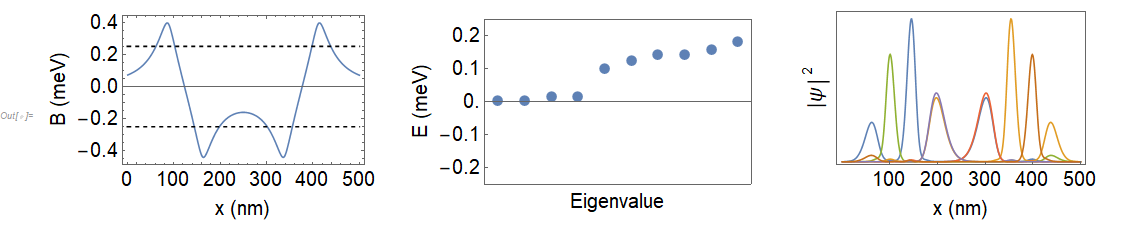 Out[ ]=
B (meV)
0.4
0.2
0.0
−0.2
−0.4
0 100 200 300 400 500
x (nm)
E (meV)
0.2
0.1
0.
−0.1
−0.2
Eigenvalue
|ψ|²
100 200 300 400 500
x (nm)